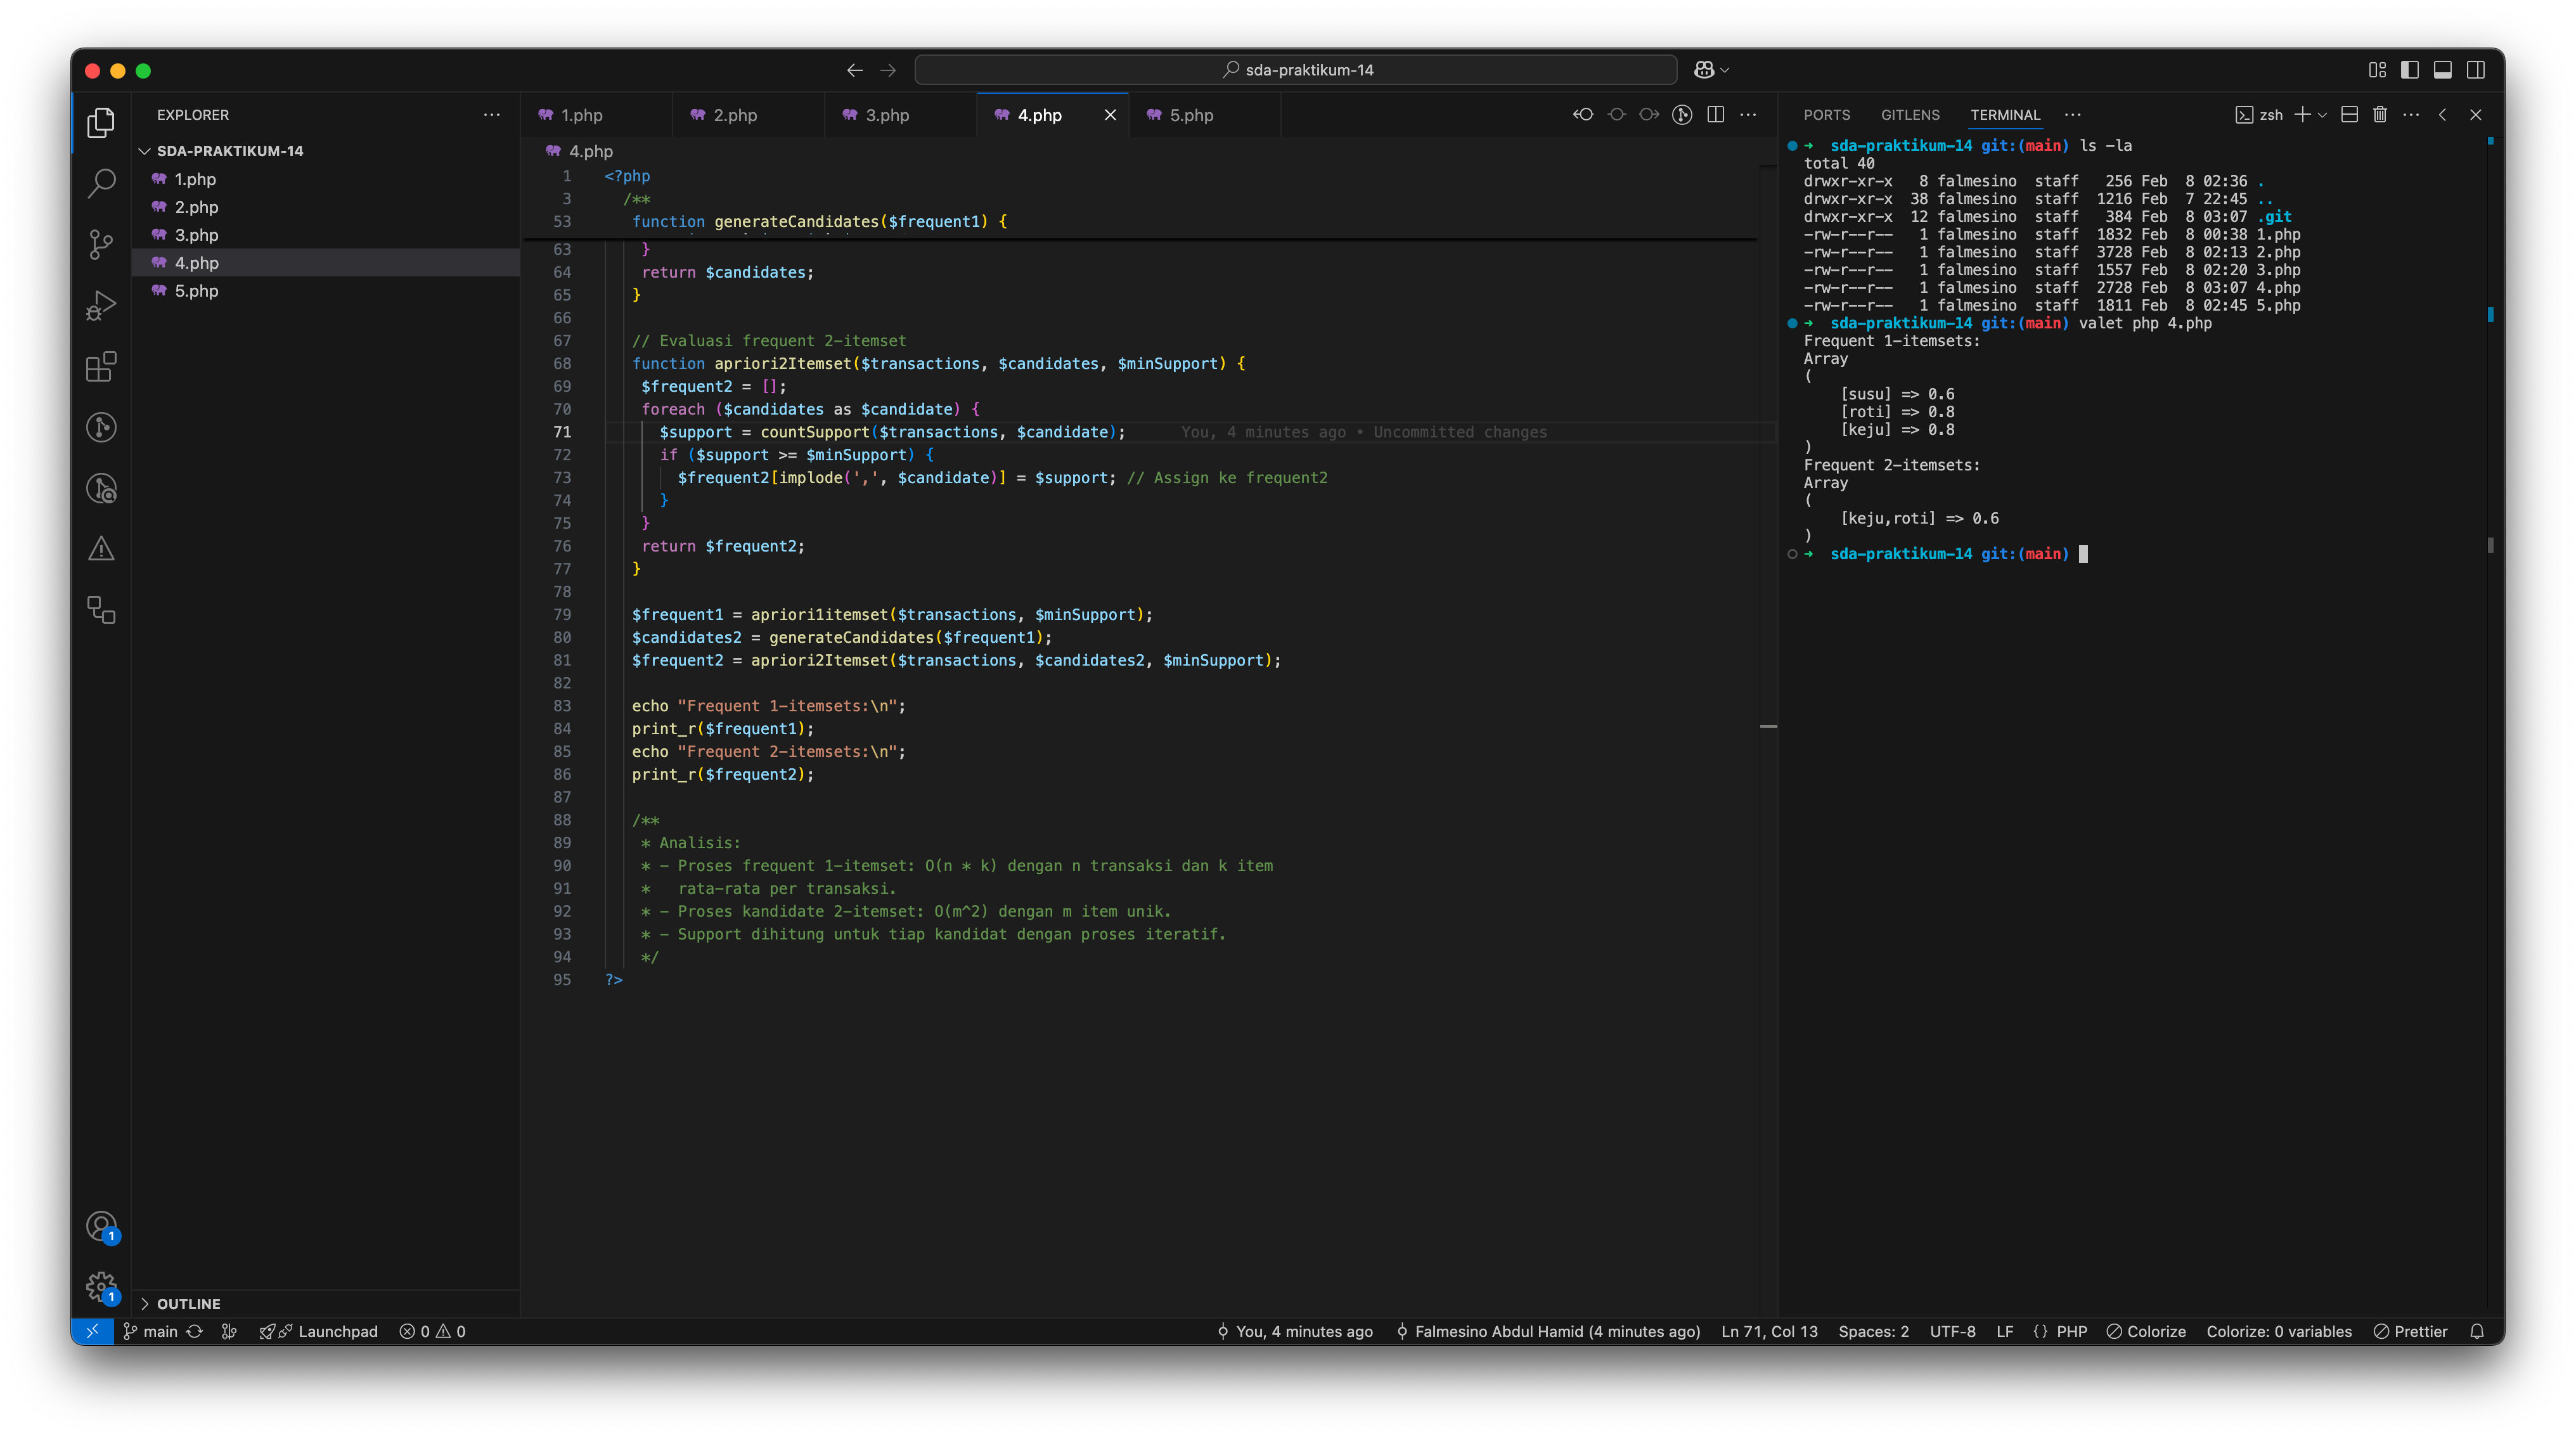 sda-praktikum-14
EXPLORER
SDA-PRAKTIKUM-14
1.php
2.php
3.php
4.php
5.php
OUTLINE
1
1
1.php
2.php
3.php
4.php
5.php
4.php
1 <?php
3 /**
53 function generateCandidates($frequent1) {
63 }
64 return $candidates;
65 }
66
67 // Evaluasi frequent 2-itemset
68 function apriori2Itemset($transactions, $candidates, $minSupport) {
69 $frequent2 = [];
70 foreach ($candidates as $candidate) {
71 $support = countSupport($transactions, $candidate); You, 4 minutes ago • Uncommitted changes
72 if ($support >= $minSupport) {
73 $frequent2[implode(',', $candidate)] = $support; // Assign ke frequent2
74 }
75 }
76 return $frequent2;
77 }
78
79 $frequent1 = apriori1itemset($transactions, $minSupport);
80 $candidates2 = generateCandidates($frequent1);
81 $frequent2 = apriori2Itemset($transactions, $candidates2, $minSupport);
82
83 echo "Frequent 1-itemsets:\n";
84 print_r($frequent1);
85 echo "Frequent 2-itemsets:\n";
86 print_r($frequent2);
87
88 /**
89 * Analisis:
90 * - Proses frequent 1-itemset: O(n * k) dengan n transaksi dan k item
91 * rata-rata per transaksi.
92 * - Proses kandidate 2-itemset: O(m^2) dengan m item unik.
93 * - Support dihitung untuk tiap kandidat dengan proses iteratif.
94 */
95 ?>
PORTS GITLENS TERMINAL zsh
➜ sda-praktikum-14 git:(main) ls -la
total 40
drwxr-xr-x 8 falmesino staff 256 Feb 8 02:36 .
drwxr-xr-x 38 falmesino staff 1216 Feb 7 22:45 ..
drwxr-xr-x 12 falmesino staff 384 Feb 8 03:07 .git
-rw-r--r-- 1 falmesino staff 1832 Feb 8 00:38 1.php
-rw-r--r-- 1 falmesino staff 3728 Feb 8 02:13 2.php
-rw-r--r-- 1 falmesino staff 1557 Feb 8 02:20 3.php
-rw-r--r-- 1 falmesino staff 2728 Feb 8 03:07 4.php
-rw-r--r-- 1 falmesino staff 1811 Feb 8 02:45 5.php
➜ sda-praktikum-14 git:(main) valet php 4.php
Frequent 1-itemsets:
Array
(
[susu] => 0.6
[roti] => 0.8
[keju] => 0.8
)
Frequent 2-itemsets:
Array
(
[keju,roti] => 0.6
)
➜ sda-praktikum-14 git:(main)
main Launchpad 0 0 You, 4 minutes ago Falmesino Abdul Hamid (4 minutes ago) Ln 71, Col 13 Spaces: 2 UTF-8 LF {} PHP Colorize Colorize: 0 variables Prettier